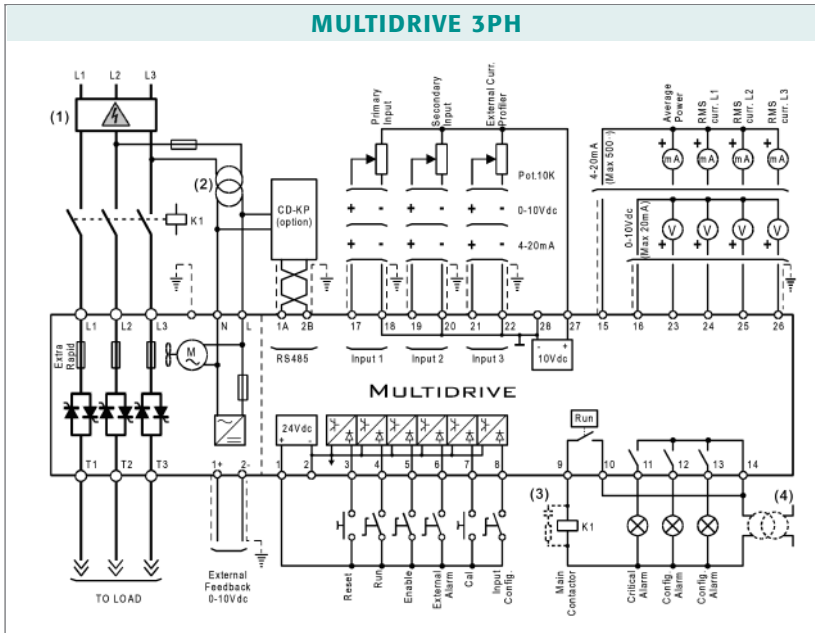 MULTIDRIVE 3PH
L1 L2 L3
(1)
(2)
K1
CD-KP
(option)
Primary
Input
Secondary
Input
External Curr.
Profiler
Pot.10K
+ - + - + - 0-10Vdc
+ - + - + - 4-20mA
4-20mA
(Max 500
0-10Vdc
(Max 20mA)
Average
Power
RMS
curr. L1
RMS
curr. L2
RMS
curr. L3
+ + + +
mA mA mA mA
V V V V
+ + + +
L1 L2 L3 N L 1A 2B 17 18 19 20 21 22 28 27 15 16 23 24 25 26
RS485 Input 1 Input 2 Input 3
- +
10Vdc
Extra
Rapid
M
MULTIDRIVE
24Vdc
+ -
Run
T1 T2 T3 1+ 2- 1 2 3 4 5 6 7 8 9 10 11 12 13 14
(3)
K1
(4)
TO LOAD
External
Feedback
0-10Vdc
Reset
Run
Enable
External
Alarm
Cal
Input
Config.
Main
Contactor
Critical
Alarm
Config.
Alarm
Config.
Alarm